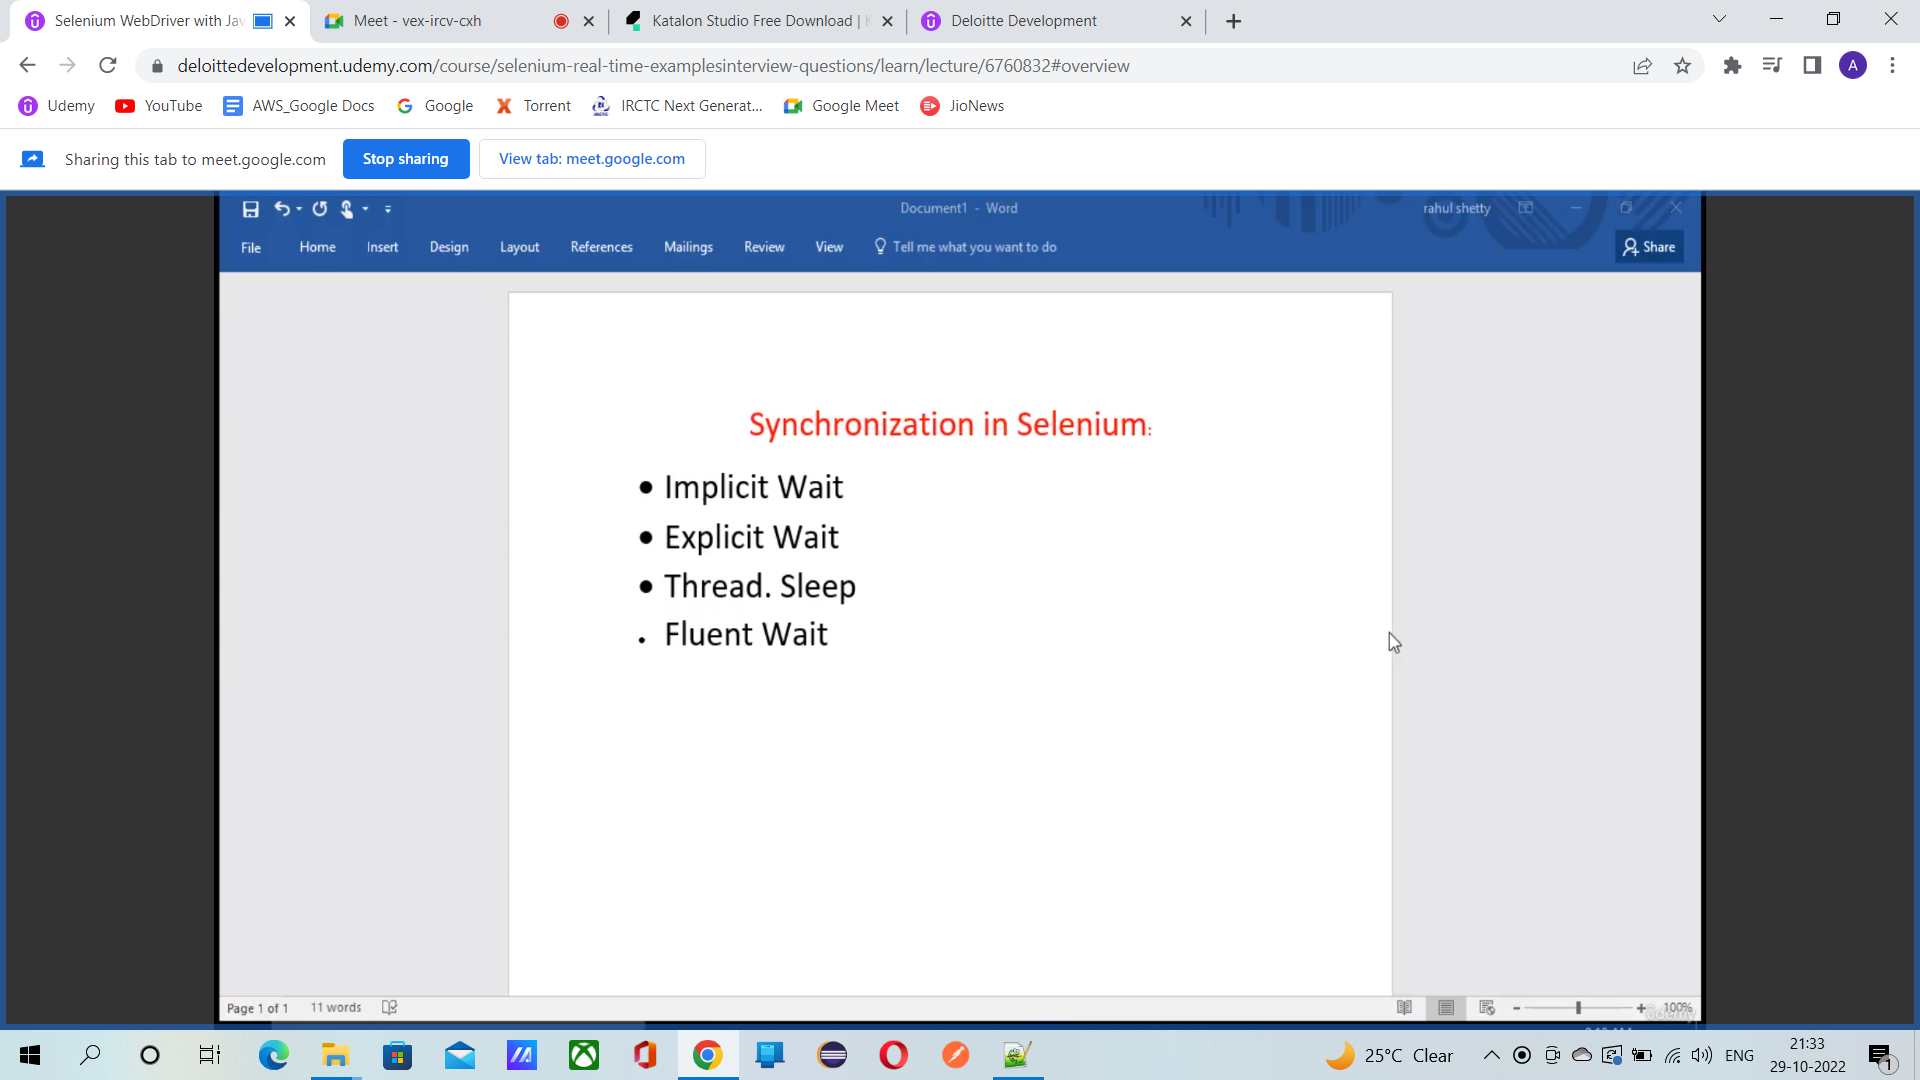 Selenium WebDriver with Jav
Meet - vex-ircv-cxh
Katalon Studio Free Download |
Deloitte Development
deloittedevelopment.udemy.com/course/selenium-real-time-examplesinterview-questions/learn/lecture/6760832#overview
A
Udemy
YouTube
AWS_Google Docs
Google
Torrent
IRCTC Next Generat...
Google Meet
JioNews
Sharing this tab to meet.google.com
Stop sharing
View tab: meet.google.com
Document1 - Word
rahul shetty
File
Home
Insert
Design
Layout
References
Mailings
Review
View
Tell me what you want to do
Share
Synchronization in Selenium:
• Implicit Wait
• Explicit Wait
• Thread. Sleep
• Fluent Wait
Page 1 of 1
11 words
100%
udemy
25°C Clear
ENG
21:33
29-10-2022
1